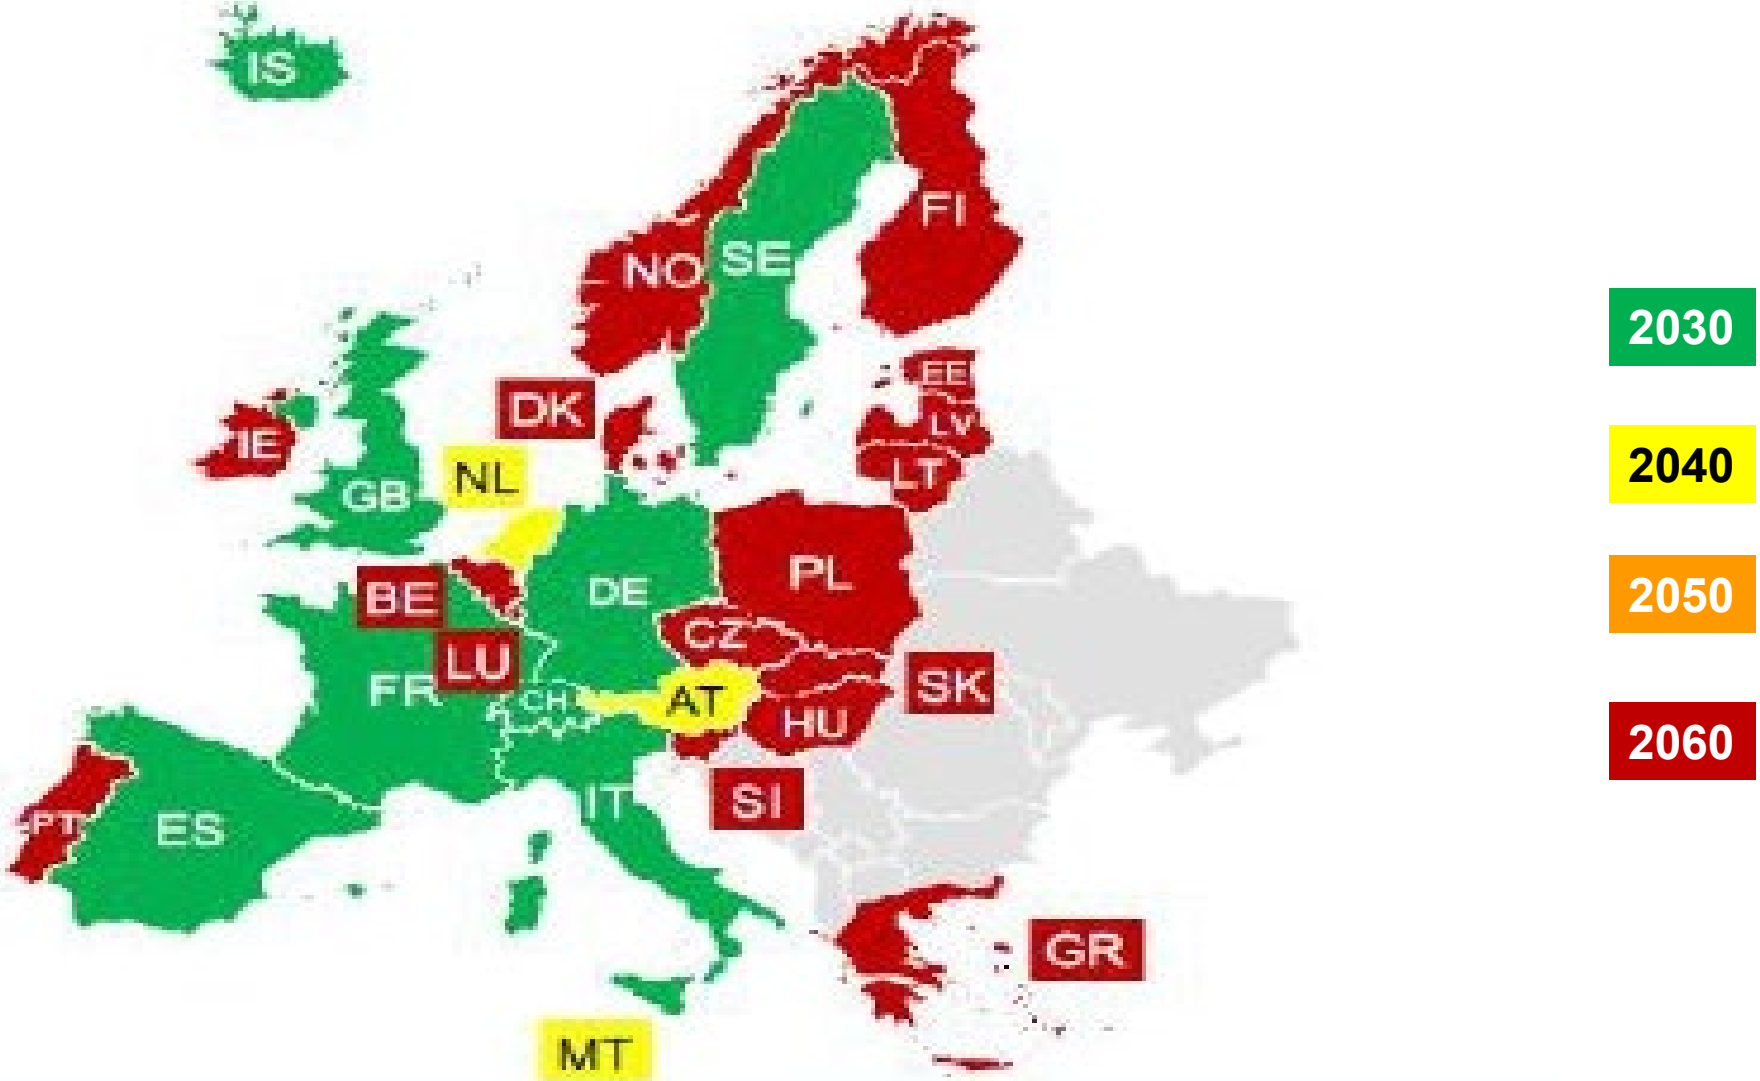 IS
FI
NO
SE
2030
EE
DK
LV
IE
NL
LT
2040
GB
PL
DE
BE
2050
CZ
LU
SK
FR
CH
AT
HU
2060
SI
IT
PT
ES
GR
MT